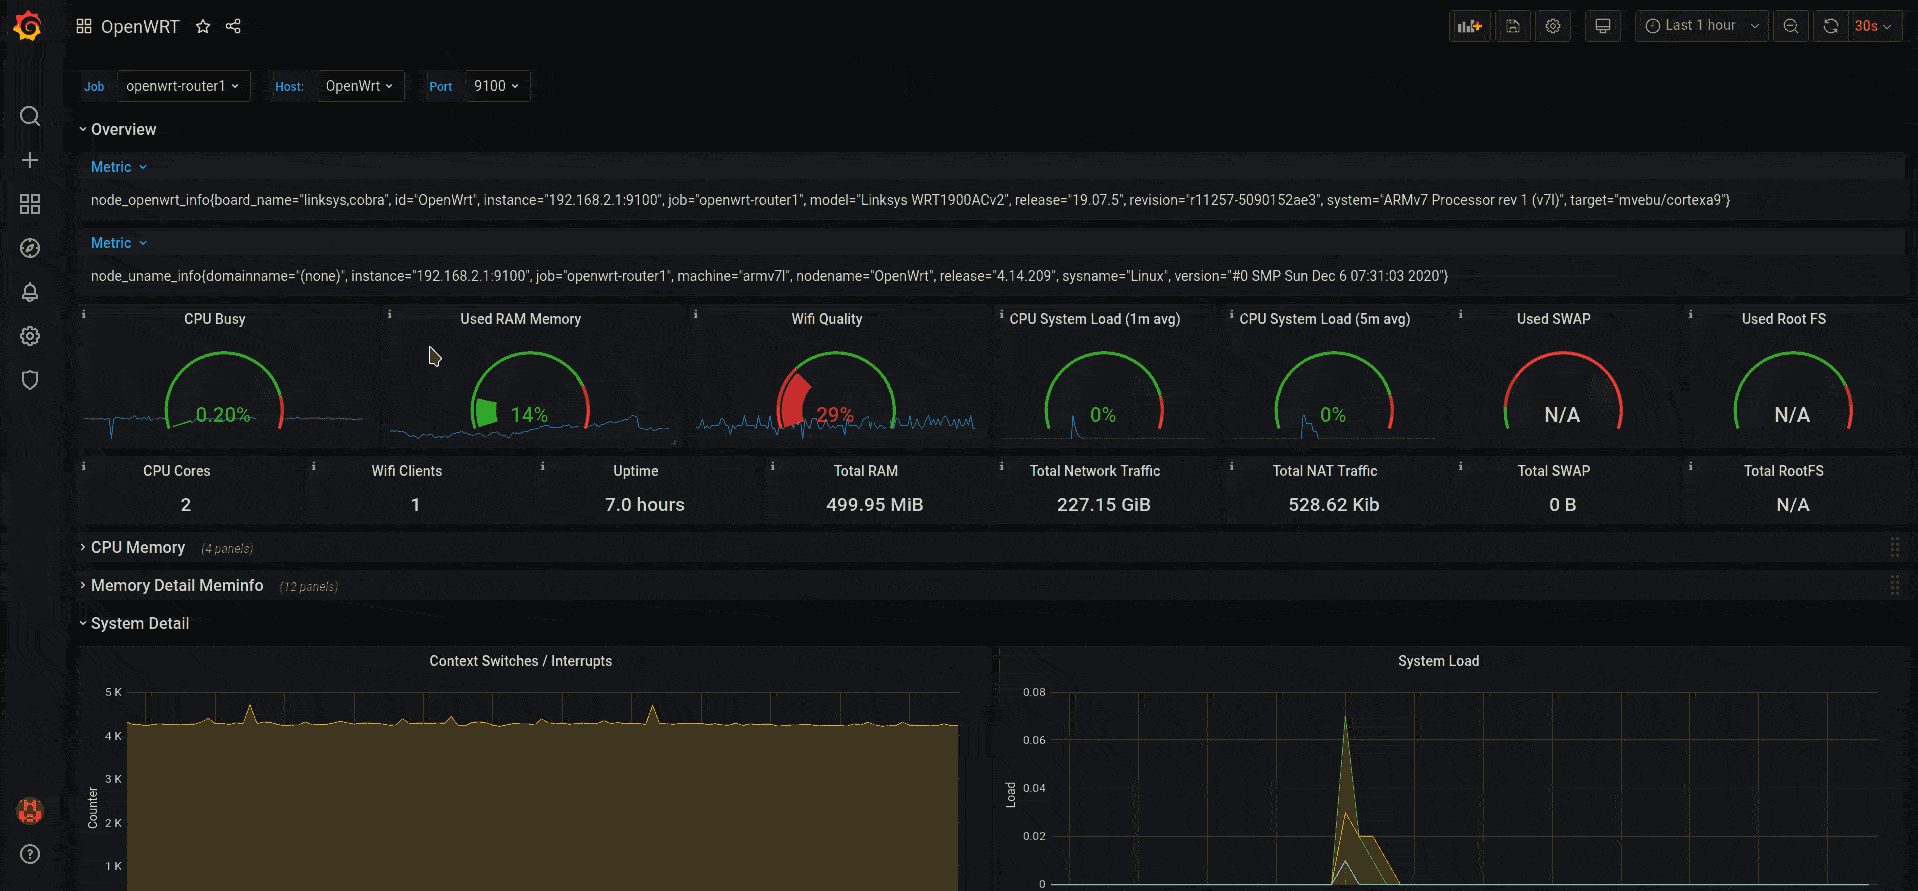 OpenWRT
Last 1 hour
30s
Job openwrt-router1 Host: OpenWrt Port 9100
Overview
Metric
node_openwrt_info{board_name="linksys,cobra", id="OpenWrt", instance="192.168.2.1:9100", job="openwrt-router1", model="Linksys WRT1900ACv2", release="19.07.5", revision="r11257-5090152ae3", system="ARMv7 Processor rev 1 (v7l)", target="mvebu/cortexa9"}
Metric
node_uname_info{domainname="(none)", instance="192.168.2.1:9100", job="openwrt-router1", machine="armv7l", nodename="OpenWrt", release="4.14.209", sysname="Linux", version="#0 SMP Sun Dec 6 07:31:03 2020"}
CPU Busy
0.20%
Used RAM Memory
14%
Wifi Quality
29%
CPU System Load (1m avg)
0%
CPU System Load (5m avg)
0%
Used SWAP
N/A
Used Root FS
N/A
CPU Cores
2
Wifi Clients
1
Uptime
7.0 hours
Total RAM
499.95 MiB
Total Network Traffic
227.15 GiB
Total NAT Traffic
528.62 Kib
Total SWAP
0 B
Total RootFS
N/A
CPU Memory (4 panels)
Memory Detail Meminfo (12 panels)
System Detail
Context Switches / Interrupts
5 K
4 K
3 K
2 K
1 K
Counter
System Load
0.08
0.06
0.04
0.02
0
Load